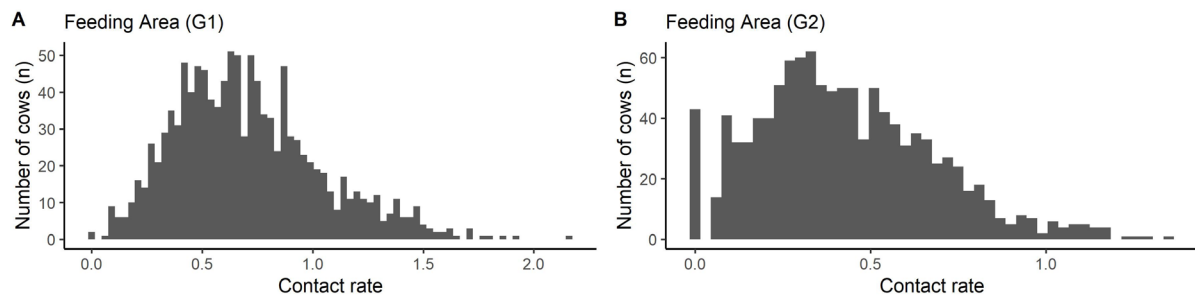 A Feeding Area (G1)
Number of cows (n)
50
40
30
20
10
0
0.0 0.5 1.0 1.5 2.0
Contact rate
B Feeding Area (G2)
Number of cows (n)
60
40
20
0
0.0 0.5 1.0
Contact rate